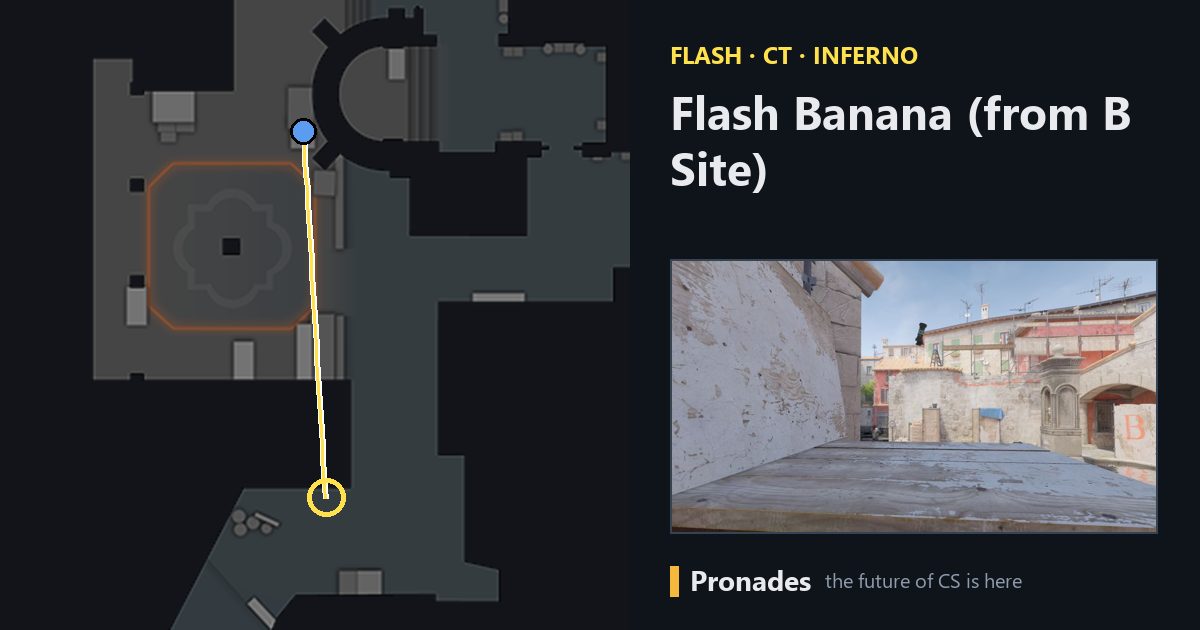 FLASH · CT · INFERNO
Flash Banana (from B
Site)
B
Pronades the future of CS is here